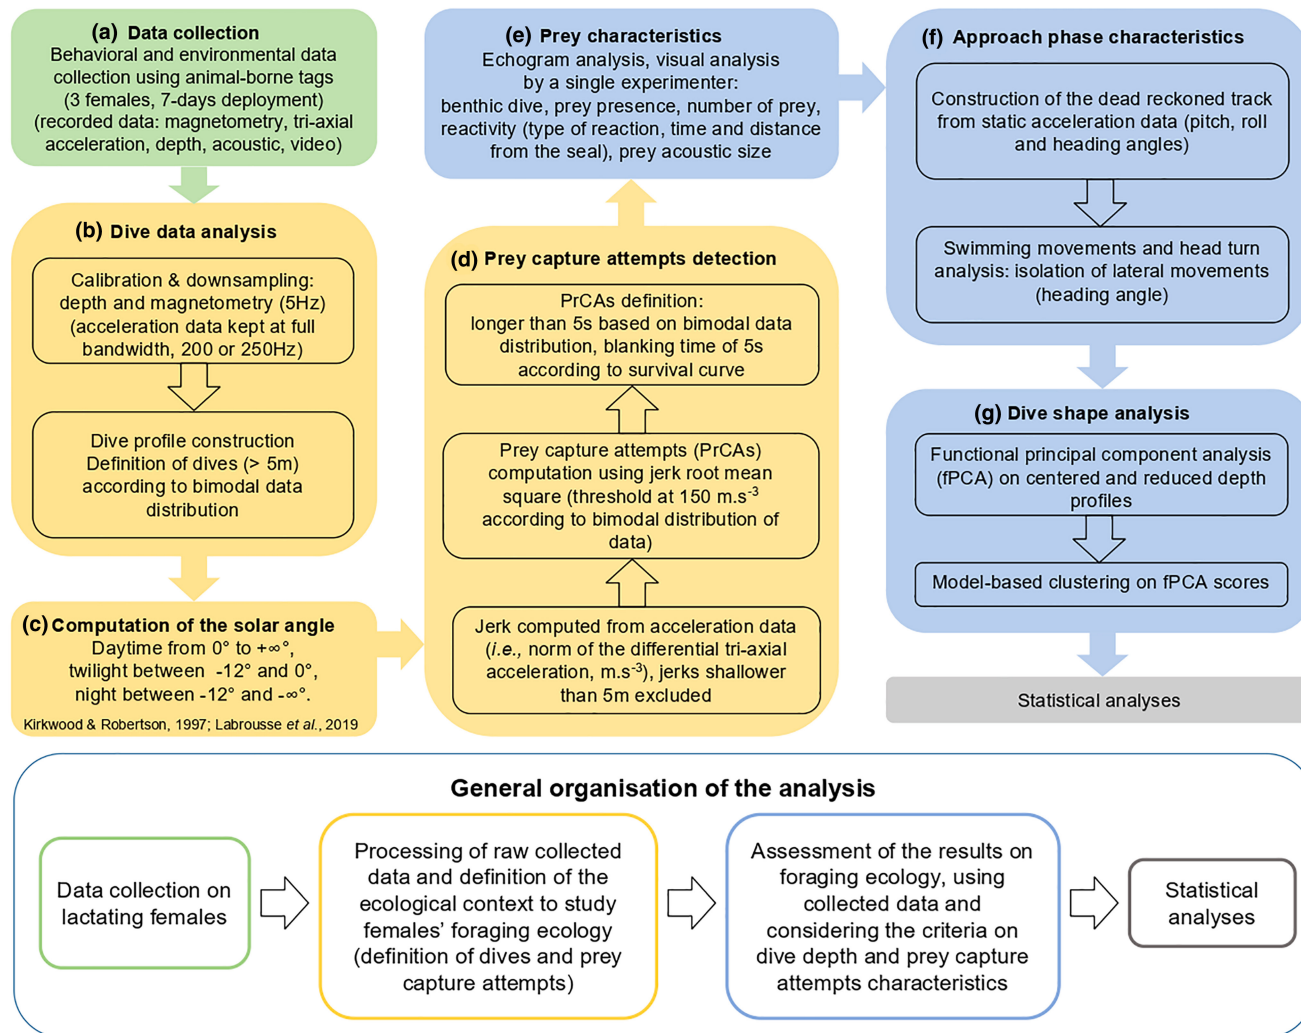 (a) Data collection
Behavioral and environmental data
collection using animal-borne tags
(3 females, 7-days deployment)
(recorded data: magnetometry, tri-axial
acceleration, depth, acoustic, video)
(b) Dive data analysis
Calibration & downsampling:
depth and magnetometry (5Hz)
(acceleration data kept at full
bandwidth, 200 or 250Hz)
Dive profile construction
Definition of dives (> 5m)
according to bimodal data
distribution
(c) Computation of the solar angle
Daytime from 0° to +∞°,
twilight between -12° and 0°,
night between -12° and -∞°.
Kirkwood & Robertson, 1997; Labrousse et al., 2019
(d) Prey capture attempts detection
PrCAs definition:
longer than 5s based on bimodal data
distribution, blanking time of 5s
according to survival curve
Prey capture attempts (PrCAs)
computation using jerk root mean
square (threshold at 150 m.s⁻³
according to bimodal distribution of
data)
Jerk computed from acceleration data
(i.e., norm of the differential tri-axial
acceleration, m.s⁻³), jerks shallower
than 5m excluded
(e) Prey characteristics
Echogram analysis, visual analysis
by a single experimenter:
benthic dive, prey presence, number of prey,
reactivity (type of reaction, time and distance
from the seal), prey acoustic size
(f) Approach phase characteristics
Construction of the dead reckoned track
from static acceleration data (pitch, roll
and heading angles)
Swimming movements and head turn
analysis: isolation of lateral movements
(heading angle)
(g) Dive shape analysis
Functional principal component analysis
(fPCA) on centered and reduced depth
profiles
Model-based clustering on fPCA scores
Statistical analyses
General organisation of the analysis
Data collection on
lactating females
Processing of raw collected
data and definition of the
ecological context to study
females' foraging ecology
(definition of dives and prey
capture attempts)
Assessment of the results on
foraging ecology, using
collected data and
considering the criteria on
dive depth and prey capture
attempts characteristics
Statistical
analyses